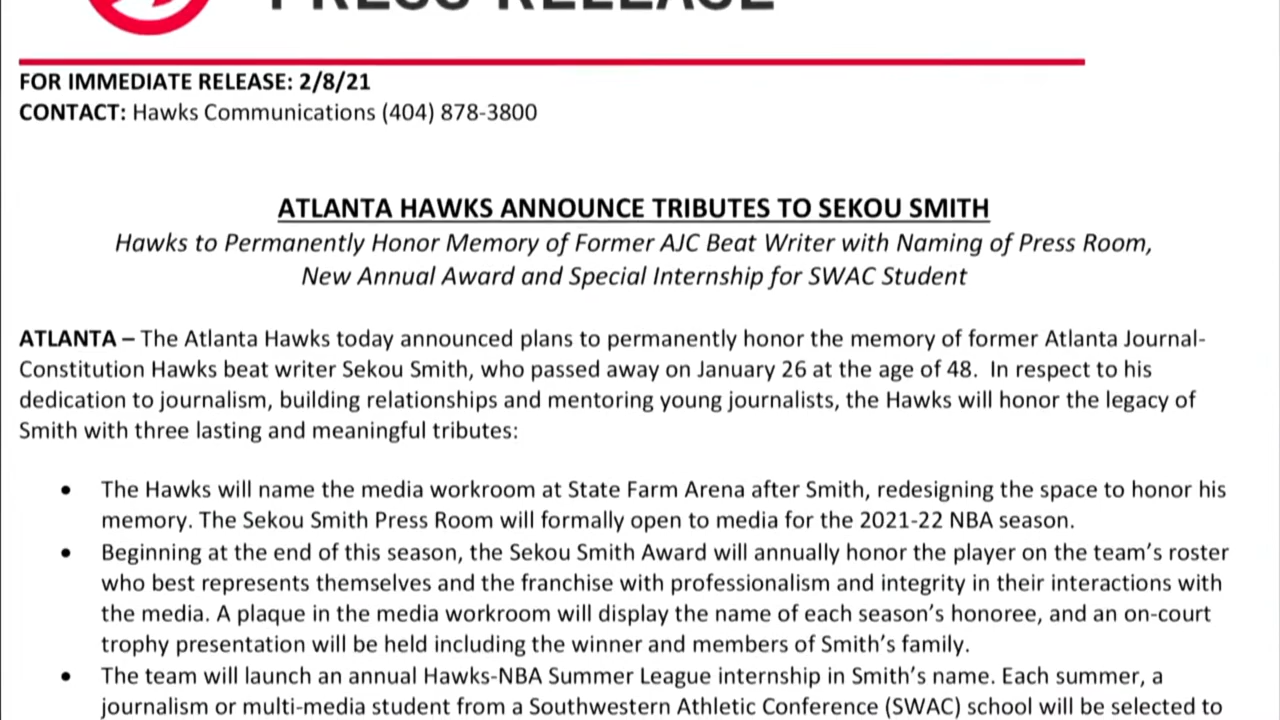 PRESS RELEASE
FOR IMMEDIATE RELEASE: 2/8/21
CONTACT: Hawks Communications (404) 878-3800
ATLANTA HAWKS ANNOUNCE TRIBUTES TO SEKOU SMITH
Hawks to Permanently Honor Memory of Former AJC Beat Writer with Naming of Press Room,
New Annual Award and Special Internship for SWAC Student
ATLANTA – The Atlanta Hawks today announced plans to permanently honor the memory of former Atlanta Journal-
Constitution Hawks beat writer Sekou Smith, who passed away on January 26 at the age of 48.  In respect to his
dedication to journalism, building relationships and mentoring young journalists, the Hawks will honor the legacy of
Smith with three lasting and meaningful tributes:
• The Hawks will name the media workroom at State Farm Arena after Smith, redesigning the space to honor his
memory. The Sekou Smith Press Room will formally open to media for the 2021-22 NBA season.
• Beginning at the end of this season, the Sekou Smith Award will annually honor the player on the team’s roster
who best represents themselves and the franchise with professionalism and integrity in their interactions with
the media. A plaque in the media workroom will display the name of each season’s honoree, and an on-court
trophy presentation will be held including the winner and members of Smith’s family.
• The team will launch an annual Hawks-NBA Summer League internship in Smith’s name. Each summer, a
journalism or multi-media student from a Southwestern Athletic Conference (SWAC) school will be selected to